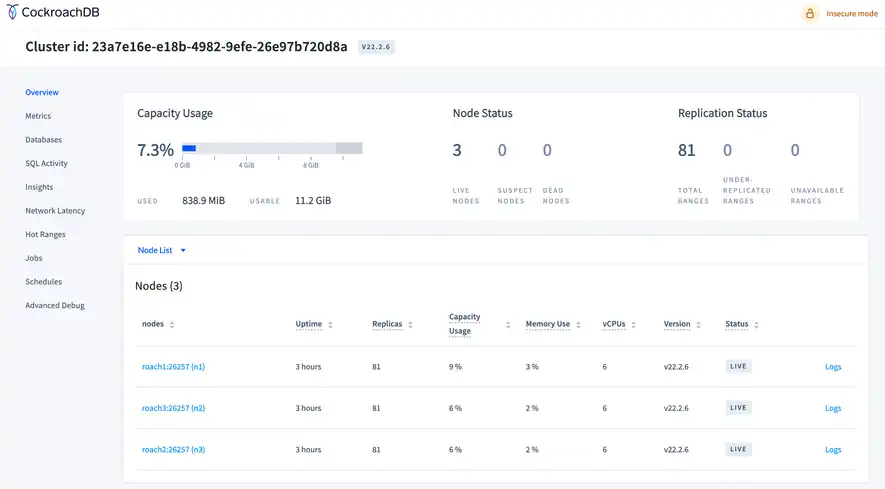 CockroachDB
Insecure mode
Cluster id: 23a7e16e-e18b-4982-9efe-26e97b720d8a V22.2.6
Overview
Metrics
Databases
SQL Activity
Insights
Network Latency
Hot Ranges
Jobs
Schedules
Advanced Debug
Capacity Usage
7.3%
0 GiB 4 GiB 8 GiB
USED 838.9 MiB USABLE 11.2 GiB
Node Status
3 0 0
LIVE NODES
SUSPECT NODES
DEAD NODES
Replication Status
81 0 0
TOTAL RANGES
UNDER-REPLICATED RANGES
UNAVAILABLE RANGES
Node List
Nodes (3)
nodes Uptime Replicas Capacity Usage Memory Use vCPUs Version Status
roach1:26257 (n1) 3 hours 81 9 % 3 % 6 v22.2.6 LIVE Logs
roach3:26257 (n2) 3 hours 81 6 % 2 % 6 v22.2.6 LIVE Logs
roach2:26257 (n3) 3 hours 81 6 % 2 % 6 v22.2.6 LIVE Logs